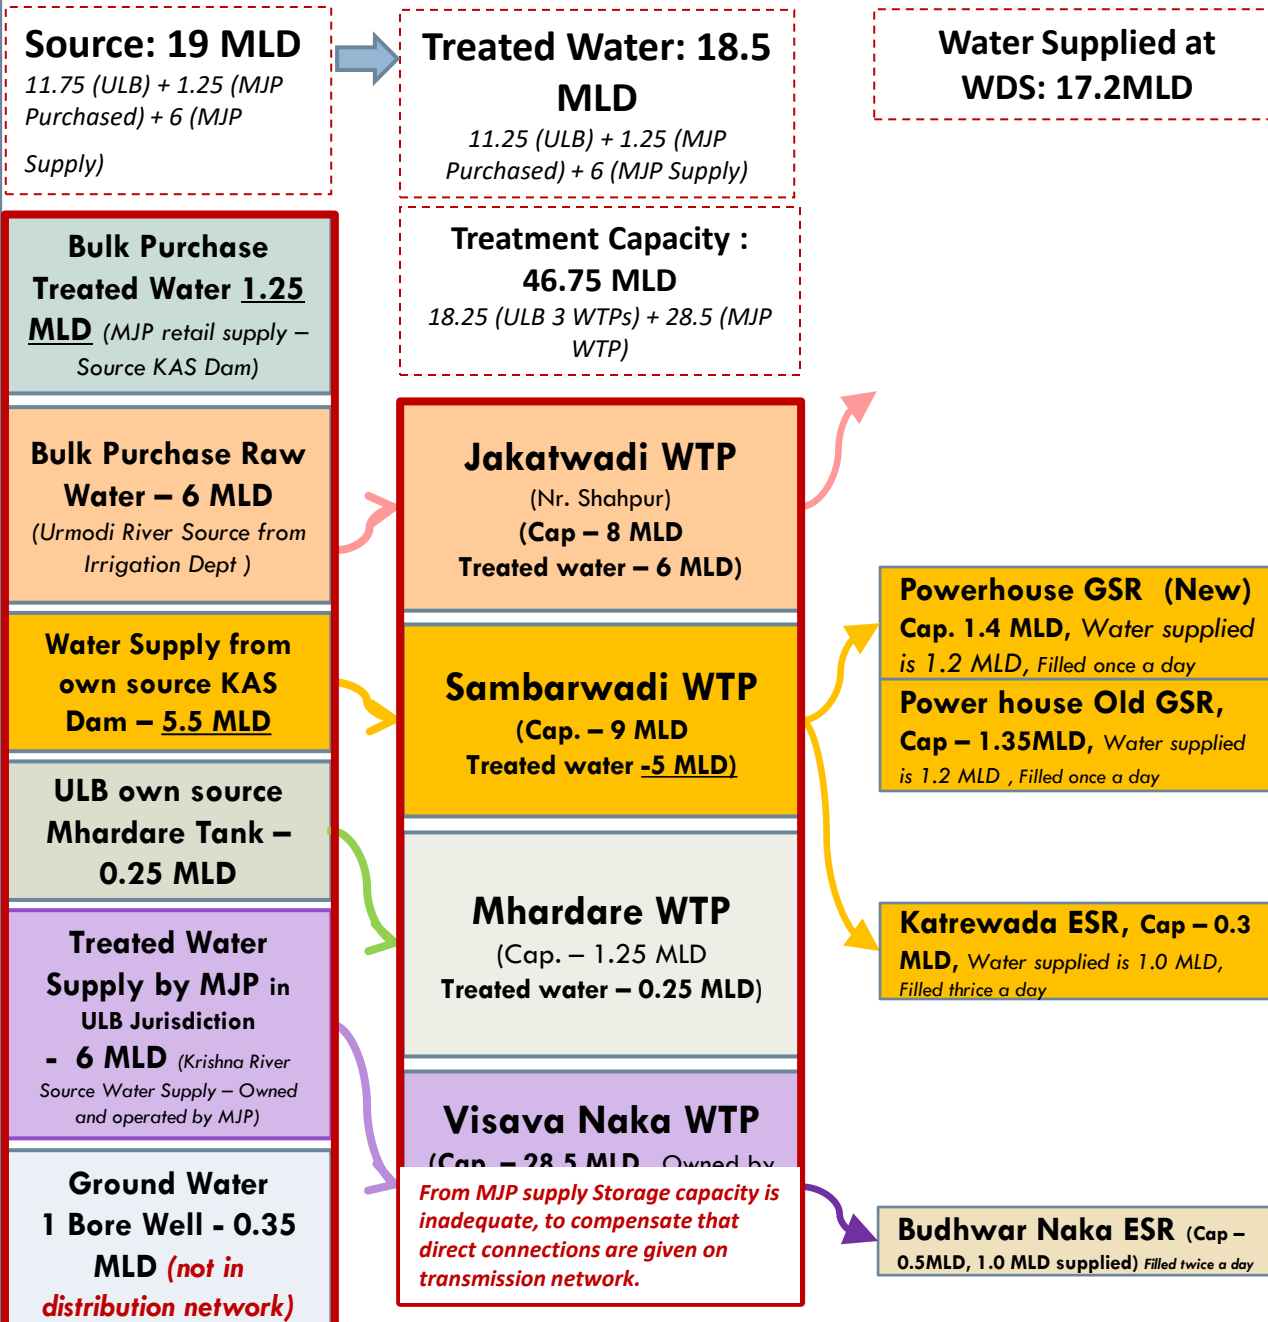 Source: 19 MLD
11.75 (ULB) + 1.25 (MJP
Purchased) + 6 (MJP
Supply)
Treated Water: 18.5
MLD
11.25 (ULB) + 1.25 (MJP
Purchased) + 6 (MJP Supply)
Water Supplied at
WDS: 17.2MLD
Treatment Capacity :
46.75 MLD
18.25 (ULB 3 WTPs) + 28.5 (MJP
WTP)
Bulk Purchase
Treated Water 1.25
MLD (MJP retail supply –
Source KAS Dam)
Bulk Purchase Raw
Water – 6 MLD
(Urmodi River Source from
Irrigation Dept )
Water Supply from
own source KAS
Dam – 5.5 MLD
ULB own source
Mhardare Tank –
0.25 MLD
Treated Water
Supply by MJP in
ULB Jurisdiction
- 6 MLD (Krishna River
Source Water Supply – Owned
and operated by MJP)
Ground Water
1 Bore Well - 0.35
MLD (not in
distribution network)
Jakatwadi WTP
(Nr. Shahpur)
(Cap – 8 MLD
Treated water – 6 MLD)
Sambarwadi WTP
(Cap. – 9 MLD
Treated water -5 MLD)
Mhardare WTP
(Cap. – 1.25 MLD
Treated water – 0.25 MLD)
Visava Naka WTP
(Cap. – 28.5 MLD, Owned by
From MJP supply Storage capacity is
inadequate, to compensate that
direct connections are given on
transmission network.
Powerhouse GSR (New)
Cap. 1.4 MLD, Water supplied
is 1.2 MLD, Filled once a day
Power house Old GSR,
Cap – 1.35MLD, Water supplied
is 1.2 MLD , Filled once a day
Katrewada ESR, Cap – 0.3
MLD, Water supplied is 1.0 MLD,
Filled thrice a day
Budhwar Naka ESR (Cap –
0.5MLD, 1.0 MLD supplied) Filled twice a day